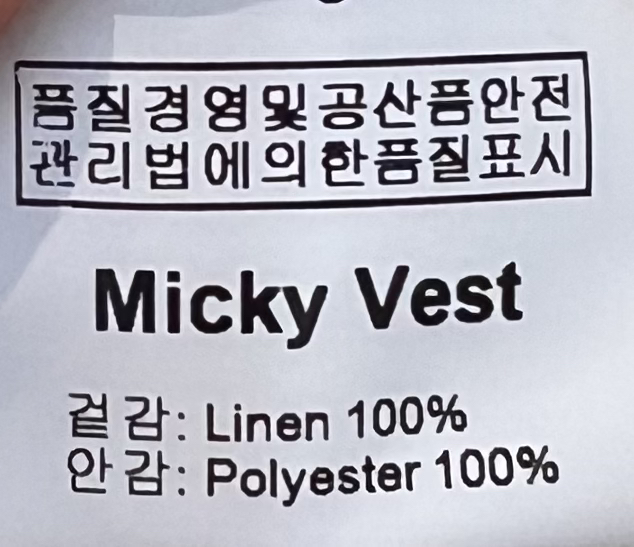 품질경영및공산품안전
관리법에의한품질표시
Micky Vest
겉감: Linen 100%
안감: Polyester 100%